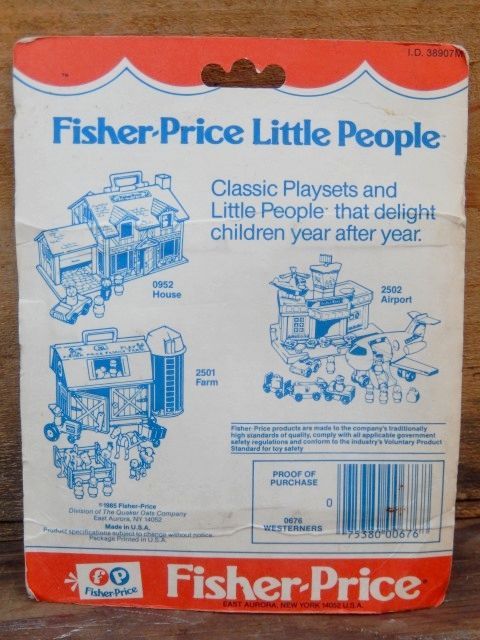 I.D. 38907M
TM
Fisher-Price Little People™
Classic Playsets and
Little People™ that delight
children year after year.
0952
House
2502
Airport
2501
Farm
Fisher-Price products are made to the company's traditionally
high standards of quality, comply with all applicable government
safety regulations and conform to the industry's Voluntary Product
Standard for toy safety
PROOF OF
PURCHASE
0
0676
WESTERNERS
75380 00676
©1985 Fisher-Price
Division of The Quaker Oats Company
East Aurora, NY 14052
Made in U.S.A.
Product specifications subject to change without notice.
Package Printed in U.S.A.
fP
Fisher-Price
Fisher-Price®
EAST AURORA, NEW YORK 14052 U.S.A.